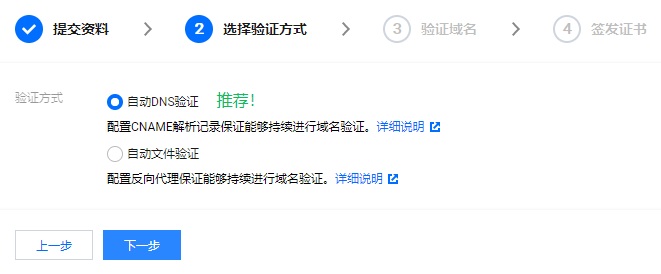 提交资料 2 选择验证方式 3 验证域名 4 签发证书
验证方式 自动DNS验证 推荐！
配置CNAME解析记录保证能够持续进行域名验证。详细说明
自动文件验证
配置反向代理保证能够持续进行域名验证。详细说明
上一步 下一步